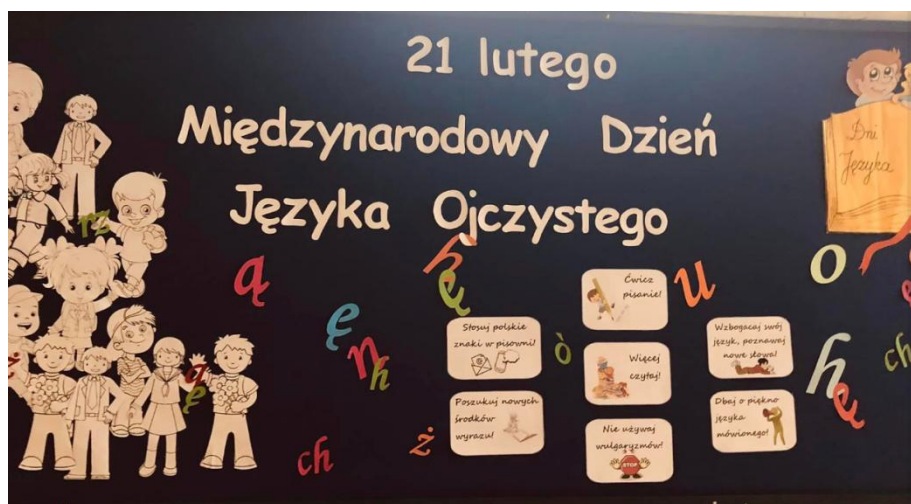 21 lutego
Międzynarodowy Dzień
Języka Ojczystego
Dni
Języka
rz
ą
ę
h
ę
u
o
ę
n
h
ò
h
ę
ch
ą
ę
ch
ż
Ćwicz
pisanie!
Stosuj polskie
znaki w pisowni!
Więcej
czytaj!
Wzbogacaj swój
język, poznawaj
nowe słowa!
Poszukuj nowych
środków
wyrazu!
Nie używaj
wulgaryzmów!
STOP
Dbaj o piękno
języka
mówionego!